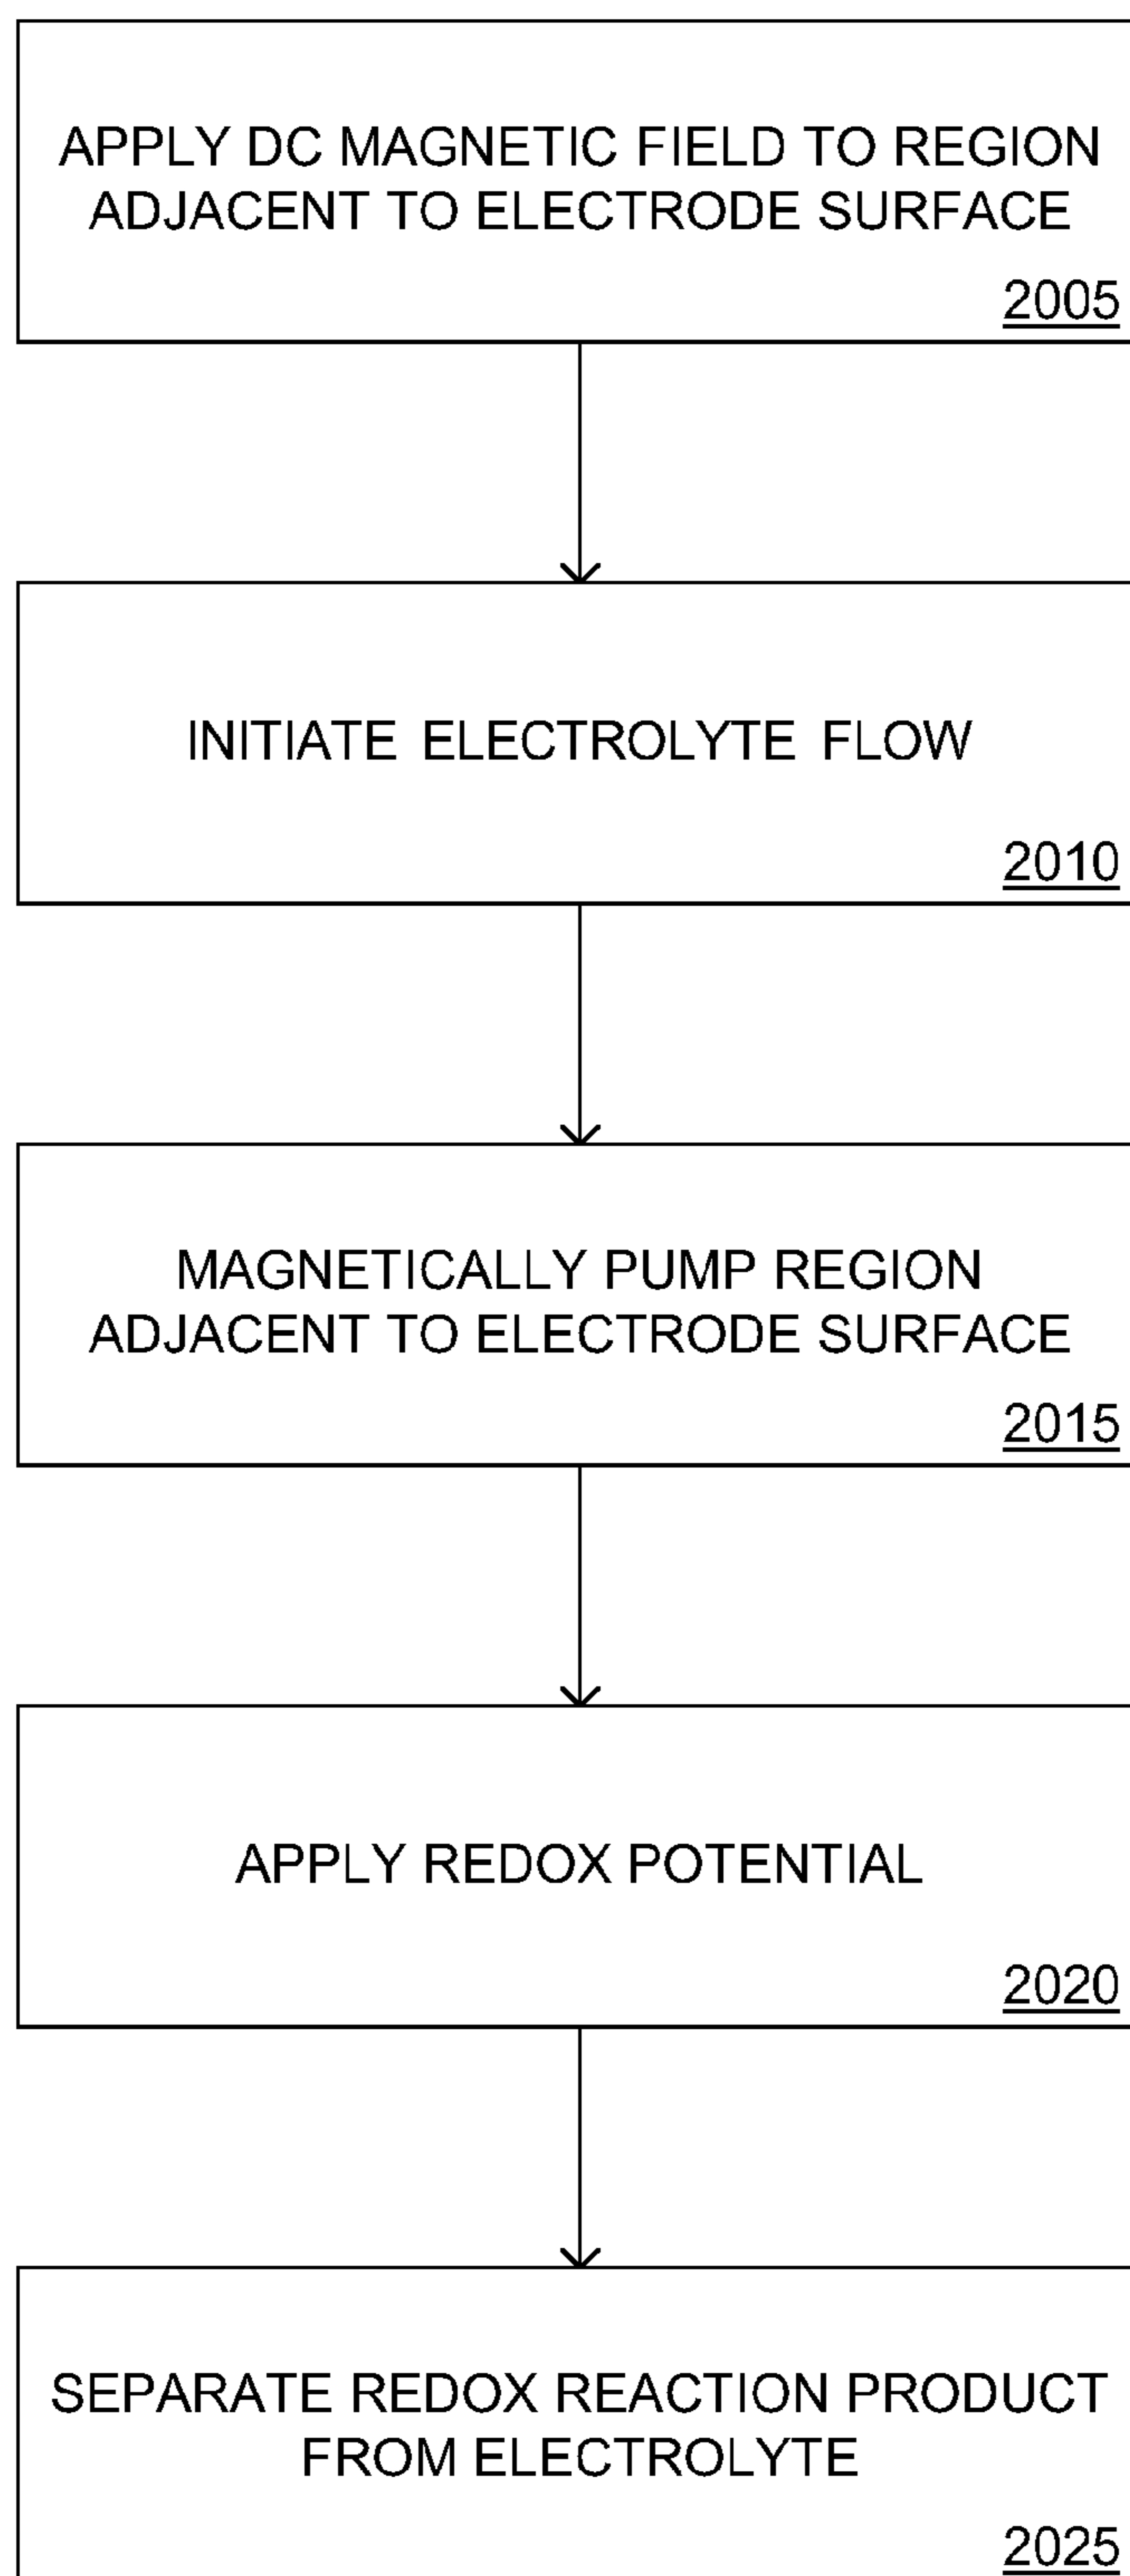 APPLY DC MAGNETIC FIELD TO REGION
ADJACENT TO ELECTRODE SURFACE
2005
INITIATE ELECTROLYTE FLOW
2010
MAGNETICALLY PUMP REGION
ADJACENT TO ELECTRODE SURFACE
2015
APPLY REDOX POTENTIAL
2020
SEPARATE REDOX REACTION PRODUCT
FROM ELECTROLYTE
2025